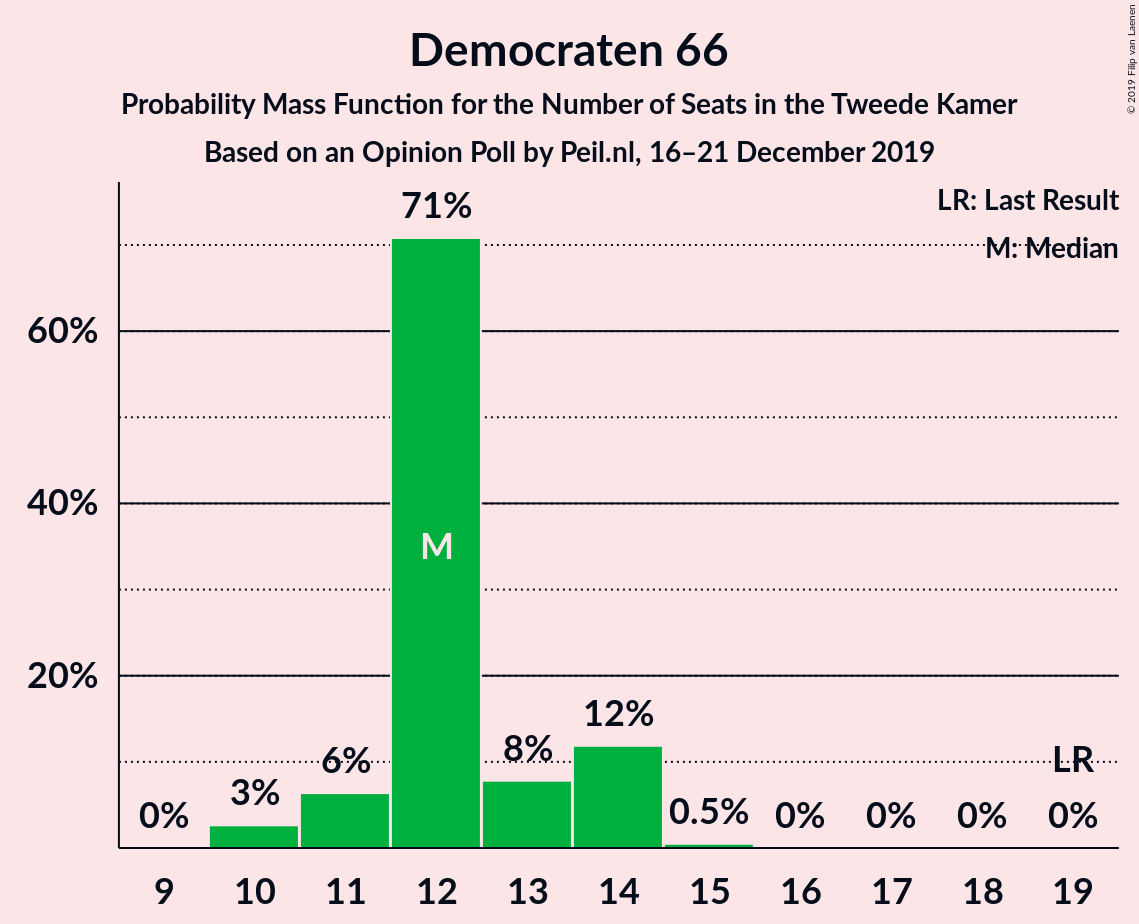 Democraten 66
Probability Mass Function for the Number of Seats in the Tweede Kamer
Based on an Opinion Poll by Peil.nl, 16–21 December 2019
© 2019 Filip van Laenen
LR: Last Result
M: Median
71%
60%
40%
20%
M
0%
3%
6%
8%
12%
0.5%
0%
0%
0%
LR
0%
9 10 11 12 13 14 15 16 17 18 19